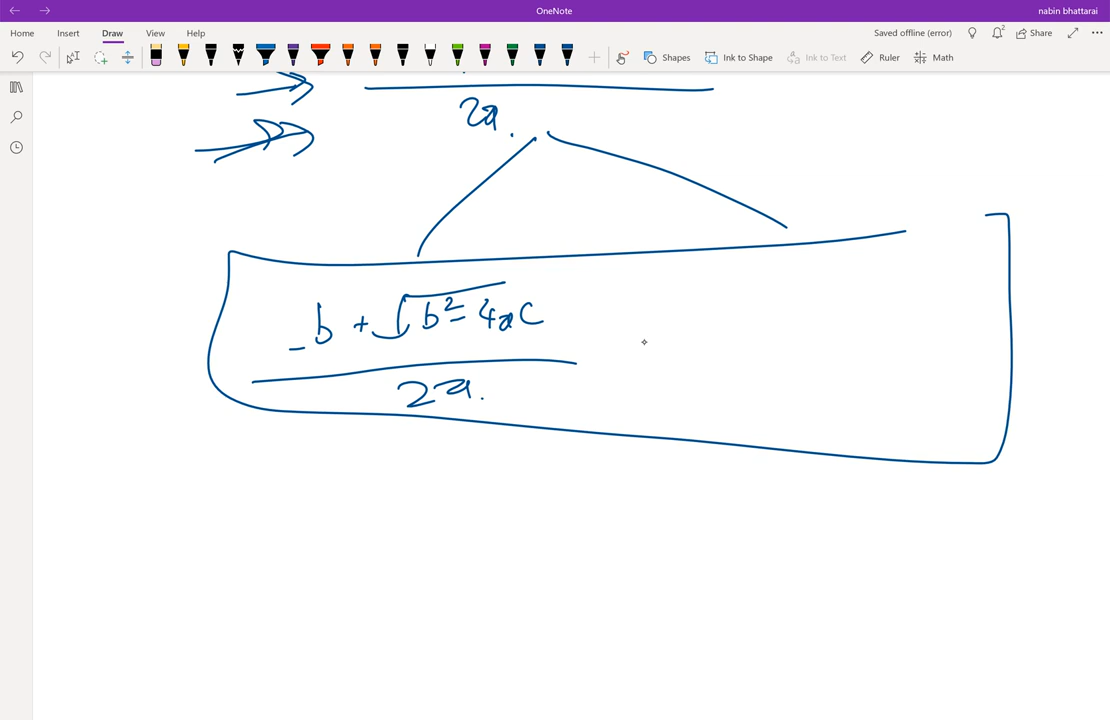 OneNote
nabin bhattarai
Home Insert Draw View Help
Saved offline (error)
2
Share
Shapes
Ink to Shape
Ink to Text
Ruler
Math
2a.
-b + √b² - 4ac
2a.